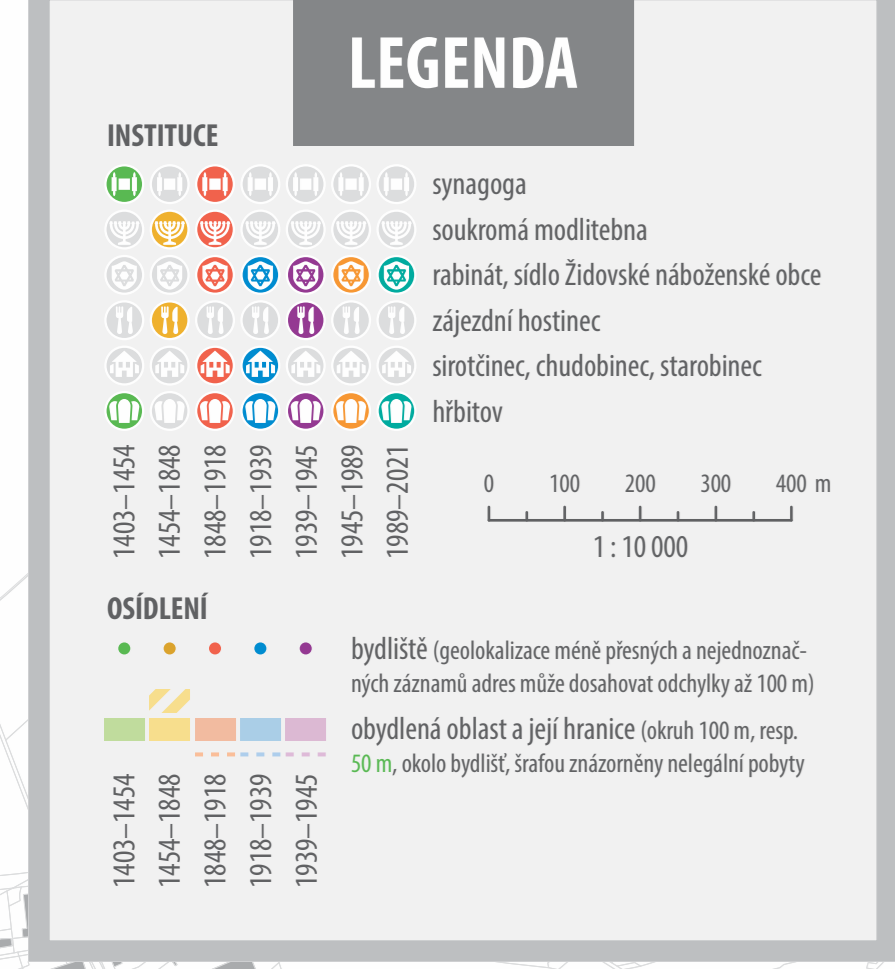 LEGENDA
INSTITUCE
synagoga
soukromá modlitebna
rabinát, sídlo Židovské náboženské obce
zájezdní hostinec
sirotčinec, chudobinec, starobinec
hřbitov
1403–1454
1454–1848
1848–1918
1918–1939
1939–1945
1945–1989
1989–2021
0 100 200 300 400 m
1 : 10 000
OSÍDLENÍ
bydliště (geolokalizace méně přesných a nejednoznač-
ných záznamů adres může dosahovat odchylky až 100 m)
obydlená oblast a její hranice (okruh 100 m, resp.
50 m, okolo bydlišť, šrafou znázorněny nelegální pobyty
1403–1454
1454–1848
1848–1918
1918–1939
1939–1945